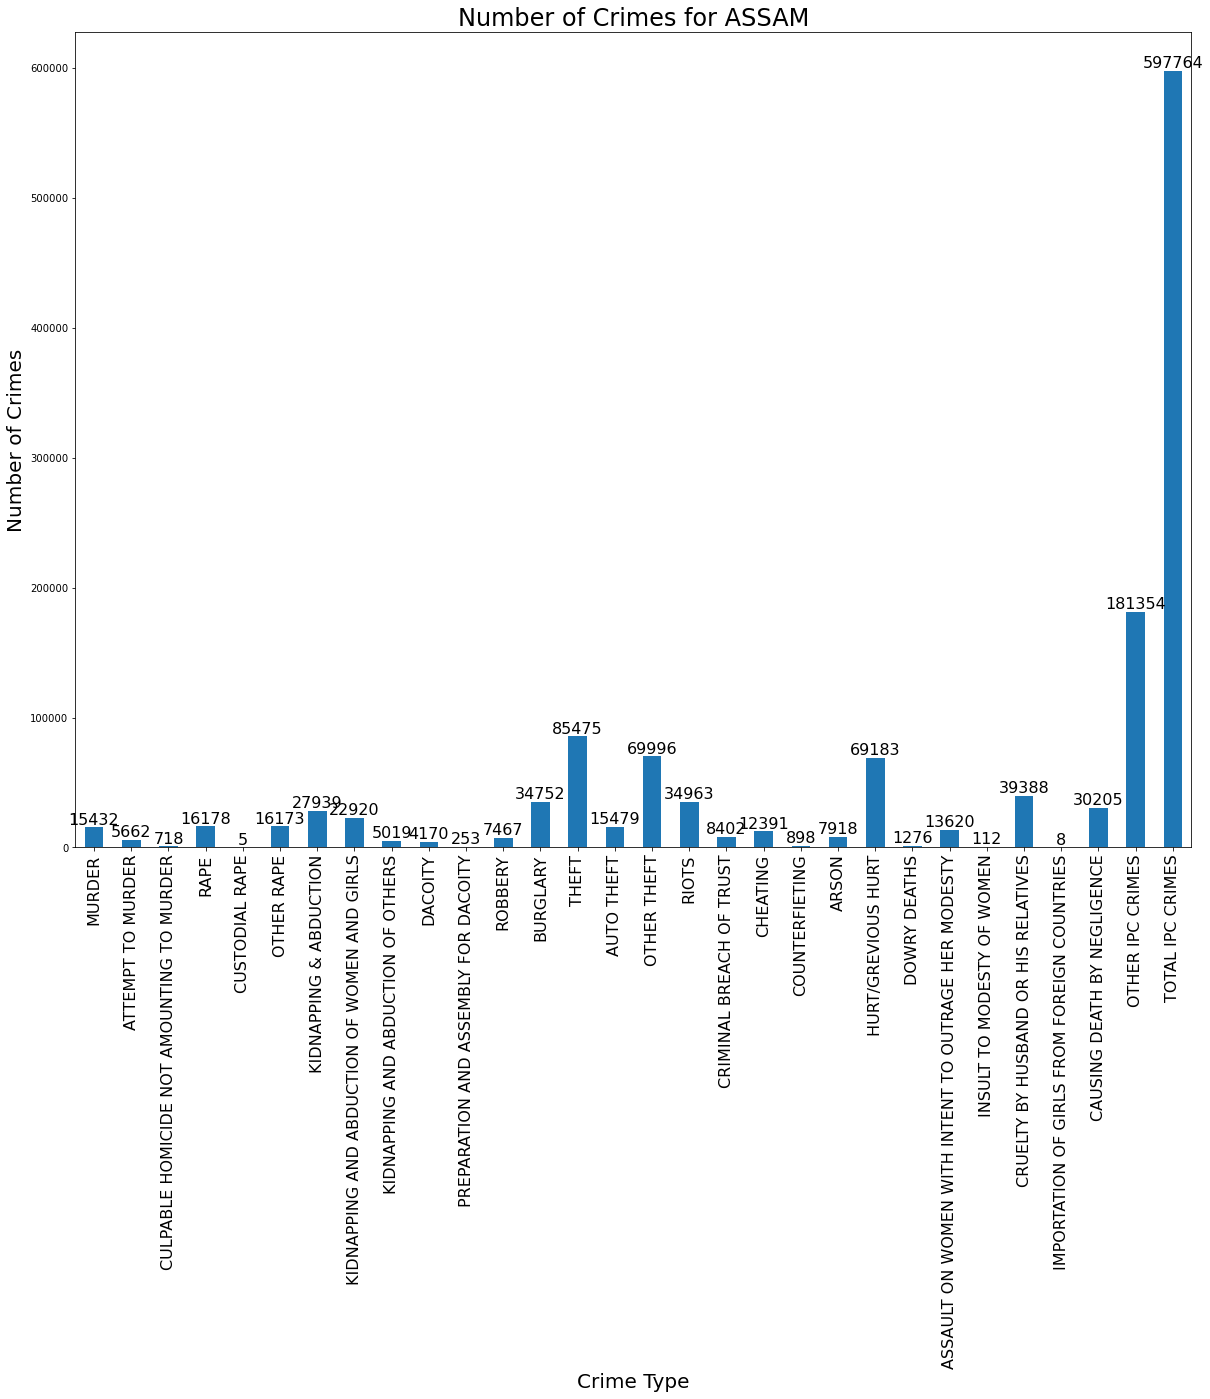 Number of Crimes for ASSAM
Number of Crimes
600000
500000
400000
300000
200000
100000
0
15432
5662
718
16178
5
16173
27939
22920
5019
4170
253
7467
34752
85475
15479
69996
34963
8402
12391
898
7918
69183
1276
13620
112
39388
8
30205
181354
597764
MURDER
ATTEMPT TO MURDER
CULPABLE HOMICIDE NOT AMOUNTING TO MURDER
RAPE
CUSTODIAL RAPE
OTHER RAPE
KIDNAPPING & ABDUCTION
KIDNAPPING AND ABDUCTION OF WOMEN AND GIRLS
KIDNAPPING AND ABDUCTION OF OTHERS
DACOITY
PREPARATION AND ASSEMBLY FOR DACOITY
ROBBERY
BURGLARY
THEFT
AUTO THEFT
OTHER THEFT
RIOTS
CRIMINAL BREACH OF TRUST
CHEATING
COUNTERFIETING
ARSON
HURT/GREVIOUS HURT
DOWRY DEATHS
ASSAULT ON WOMEN WITH INTENT TO OUTRAGE HER MODESTY
INSULT TO MODESTY OF WOMEN
CRUELTY BY HUSBAND OR HIS RELATIVES
IMPORTATION OF GIRLS FROM FOREIGN COUNTRIES
CAUSING DEATH BY NEGLIGENCE
OTHER IPC CRIMES
TOTAL IPC CRIMES
Crime Type